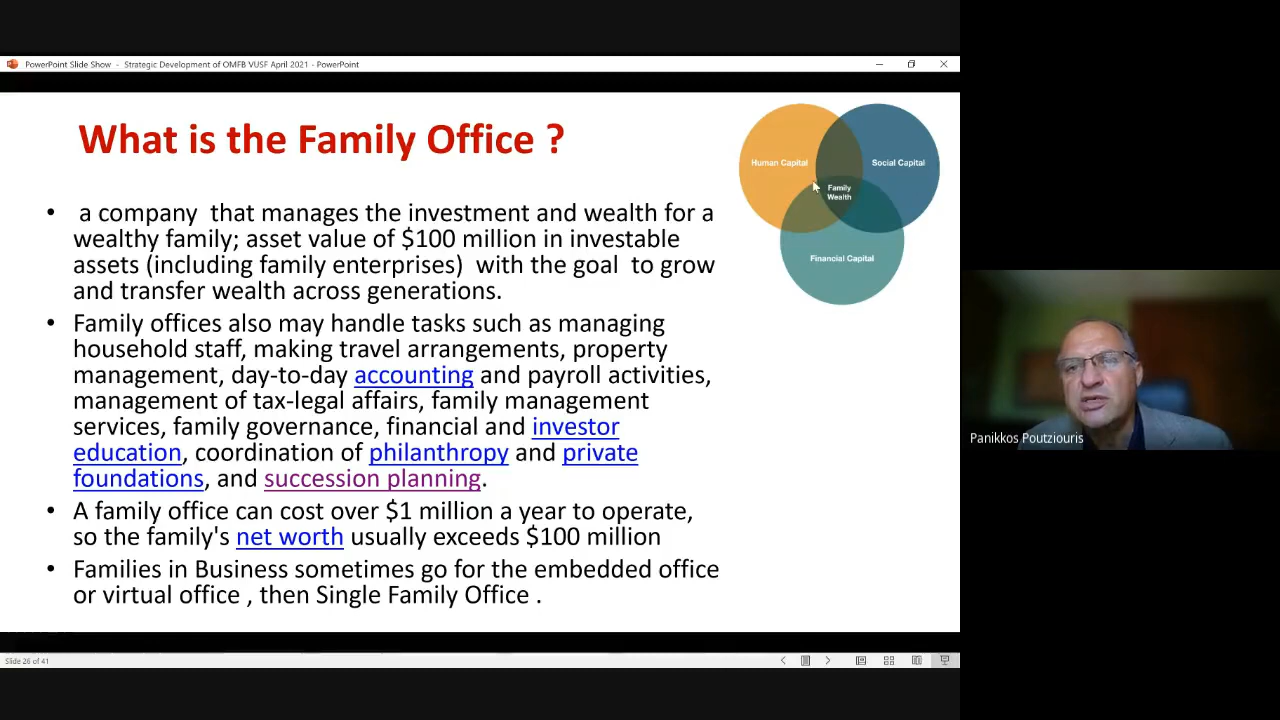 PowerPoint Slide Show - Strategic Development of OMFB VUSF April 2021 - PowerPoint
What is the Family Office ?
• a company that manages the investment and wealth for a
wealthy family; asset value of $100 million in investable
assets (including family enterprises) with the goal to grow
and transfer wealth across generations.
• Family offices also may handle tasks such as managing
household staff, making travel arrangements, property
management, day-to-day accounting and payroll activities,
management of tax-legal affairs, family management
services, family governance, financial and investor
education, coordination of philanthropy and private
foundations, and succession planning.
• A family office can cost over $1 million a year to operate,
so the family's net worth usually exceeds $100 million
• Families in Business sometimes go for the embedded office
or virtual office , then Single Family Office .
Human Capital
Social Capital
Family
Wealth
Financial Capital
Panikkos Poutziouris
Slide 26 of 41